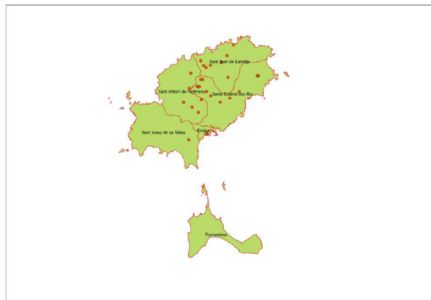 Sant Joan de Labritja
Sant Antoni de Portmany
Santa Eulària des Riu
Eivissa
Sant Josep de sa Talaia
Formentera